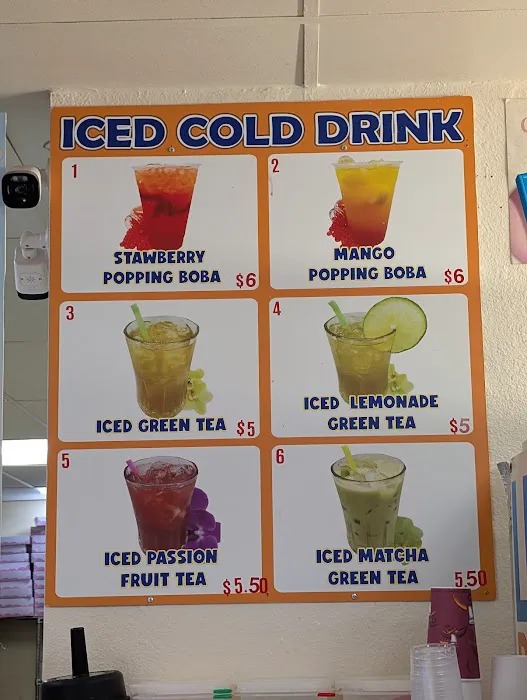 ICED COLD DRINK
1
STAWBERRY
POPPING BOBA
$6
2
MANGO
POPPING BOBA
$6
3
ICED GREEN TEA
$5
4
ICED LEMONADE
GREEN TEA
$5
5
ICED PASSION
FRUIT TEA
$5.50
6
ICED MATCHA
GREEN TEA
5.50